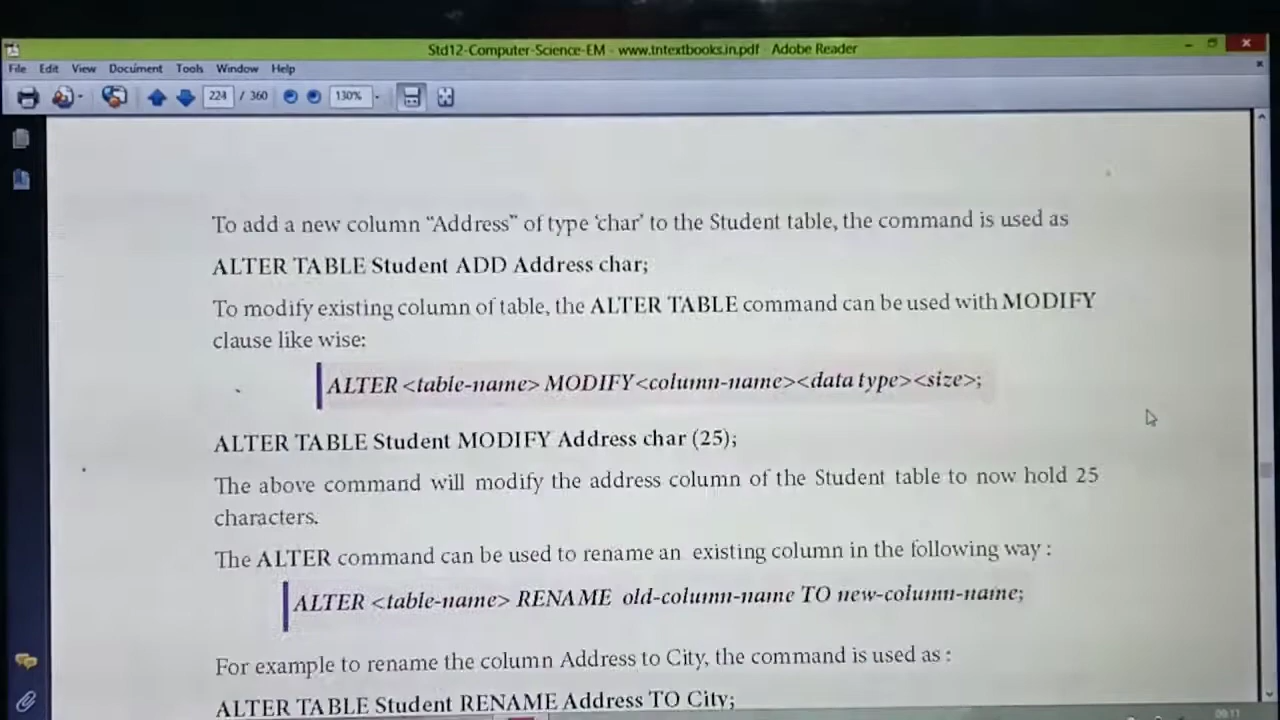 Std12-Computer-Science-EM - www.tntextbooks.in.pdf - Adobe Reader
File Edit View Document Tools Window Help
224 / 360 130%
To add a new column “Address” of type ‘char’ to the Student table, the command is used as
ALTER TABLE Student ADD Address char;
To modify existing column of table, the ALTER TABLE command can be used with MODIFY
clause like wise:
ALTER <table-name> MODIFY<column-name><data type><size>;
ALTER TABLE Student MODIFY Address char (25);
The above command will modify the address column of the Student table to now hold 25
characters.
The ALTER command can be used to rename an existing column in the following way :
ALTER <table-name> RENAME old-column-name TO new-column-name;
For example to rename the column Address to City, the command is used as :
ALTER TABLE Student RENAME Address TO City;
09:11